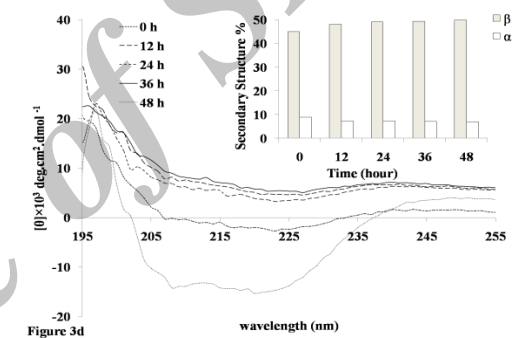 40
30
20
10
0
-10
-20
[θ]×10³ deg.cm².dmol⁻¹
195 205 215 225 235 245 255
wavelength (nm)
0 h
12 h
24 h
36 h
48 h
50
40
30
20
10
0
Secondary Structure %
0 12 24 36 48
Time (hour)
β
α
Figure 3d